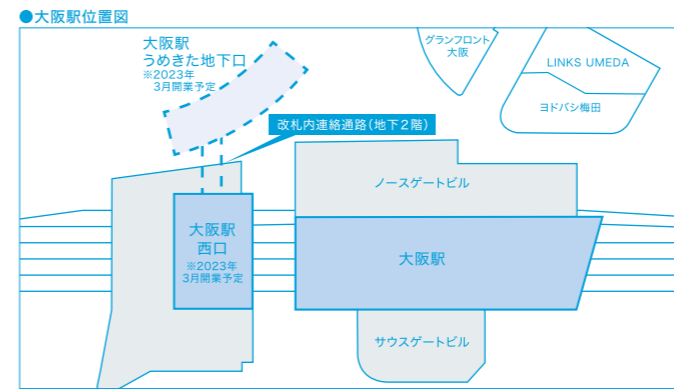 ●大阪駅位置図
大阪駅
うめきた地下口
※2023年
3月開業予定
グランフロント
大阪
LINKS UMEDA
ヨドバシ梅田
改札内連絡通路（地下2階）
ノースゲートビル
大阪駅
西口
※2023年
3月開業予定
大阪駅
サウスゲートビル